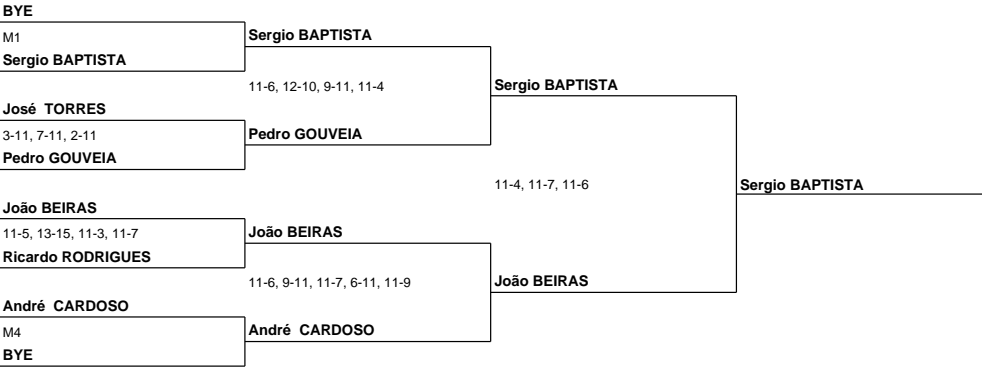 BYE
M1
Sergio BAPTISTA
José TORRES
3-11, 7-11, 2-11
Pedro GOUVEIA
João BEIRAS
11-5, 13-15, 11-3, 11-7
Ricardo RODRIGUES
André CARDOSO
M4
BYE
Sergio BAPTISTA
11-6, 12-10, 9-11, 11-4
Pedro GOUVEIA
João BEIRAS
11-6, 9-11, 11-7, 6-11, 11-9
André CARDOSO
Sergio BAPTISTA
11-4, 11-7, 11-6
João BEIRAS
Sergio BAPTISTA